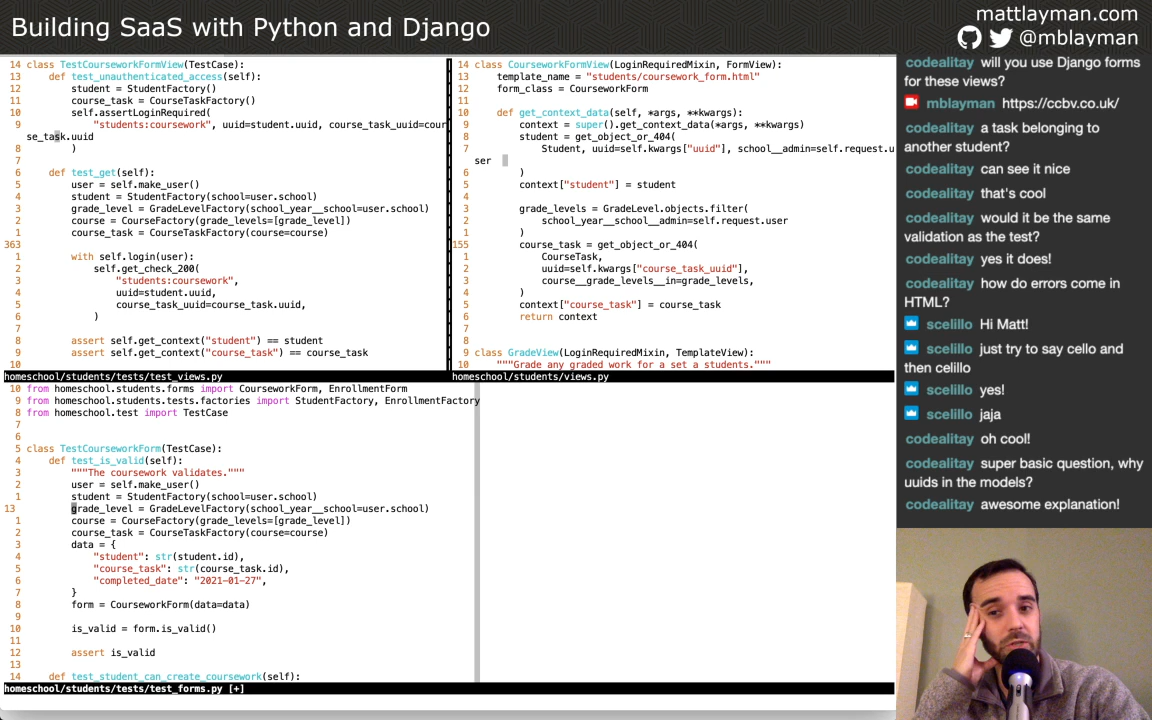 Building SaaS with Python and Django
mattlayman.com
@mblayman
14 class TestCourseworkFormView(TestCase):
13 def test_unauthenticated_access(self):
12 student = StudentFactory()
11 course_task = CourseTaskFactory()
10 self.assertLoginRequired(
9 "students:coursework", uuid=student.uuid, course_task_uuid=cour
se_task.uuid
8 )
7
6 def test_get(self):
5 user = self.make_user()
4 student = StudentFactory(school=user.school)
3 grade_level = GradeLevelFactory(school_year__school=user.school)
2 course = CourseFactory(grade_levels=[grade_level])
1 course_task = CourseTaskFactory(course=course)
363
1 with self.login(user):
2 self.get_check_200(
3 "students:coursework",
4 uuid=student.uuid,
5 course_task_uuid=course_task.uuid,
6 )
7
8 assert self.get_context("student") == student
9 assert self.get_context("course_task") == course_task
10
homeschool/students/tests/test_views.py
14 class CourseworkFormView(LoginRequiredMixin, FormView):
13 template_name = "students/coursework_form.html"
12 form_class = CourseworkForm
11
10 def get_context_data(self, *args, **kwargs):
9 context = super().get_context_data(*args, **kwargs)
8 student = get_object_or_404(
7 Student, uuid=self.kwargs["uuid"], school__admin=self.request.u
ser
6 )
5 context["student"] = student
4
3 grade_levels = GradeLevel.objects.filter(
2 school_year__school__admin=self.request.user
1 )
155 course_task = get_object_or_404(
1 CourseTask,
2 uuid=self.kwargs["course_task_uuid"],
3 course__grade_levels__in=grade_levels,
4 )
5 context["course_task"] = course_task
6 return context
7
8
9 class GradeView(LoginRequiredMixin, TemplateView):
10 """Grade any graded work for a set a students."""
homeschool/students/views.py
10 from homeschool.students.forms import CourseworkForm, EnrollmentForm
9 from homeschool.students.tests.factories import StudentFactory, EnrollmentFactory
8 from homeschool.test import TestCase
7
6
5 class TestCourseworkForm(TestCase):
4 def test_is_valid(self):
3 """The coursework validates."""
2 user = self.make_user()
1 student = StudentFactory(school=user.school)
13 grade_level = GradeLevelFactory(school_year__school=user.school)
1 course = CourseFactory(grade_levels=[grade_level])
2 course_task = CourseTaskFactory(course=course)
3 data = {
4 "student": str(student.id),
5 "course_task": str(course_task.id),
6 "completed_date": "2021-01-27",
7 }
8 form = CourseworkForm(data=data)
9
10 is_valid = form.is_valid()
11
12 assert is_valid
13
14 def test_student_can_create_coursework(self):
homeschool/students/tests/test_forms.py [+]
codealitay will you use Django forms
for these views?
mblayman https://ccbv.co.uk/
codealitay a task belonging to
another student?
codealitay can see it nice
codealitay that's cool
codealitay would it be the same
validation as the test?
codealitay yes it does!
codealitay how do errors come in
HTML?
scelillo Hi Matt!
scelillo just try to say cello and
then celillo
scelillo yes!
scelillo jaja
codealitay oh cool!
codealitay super basic question, why
uuids in the models?
codealitay awesome explanation!